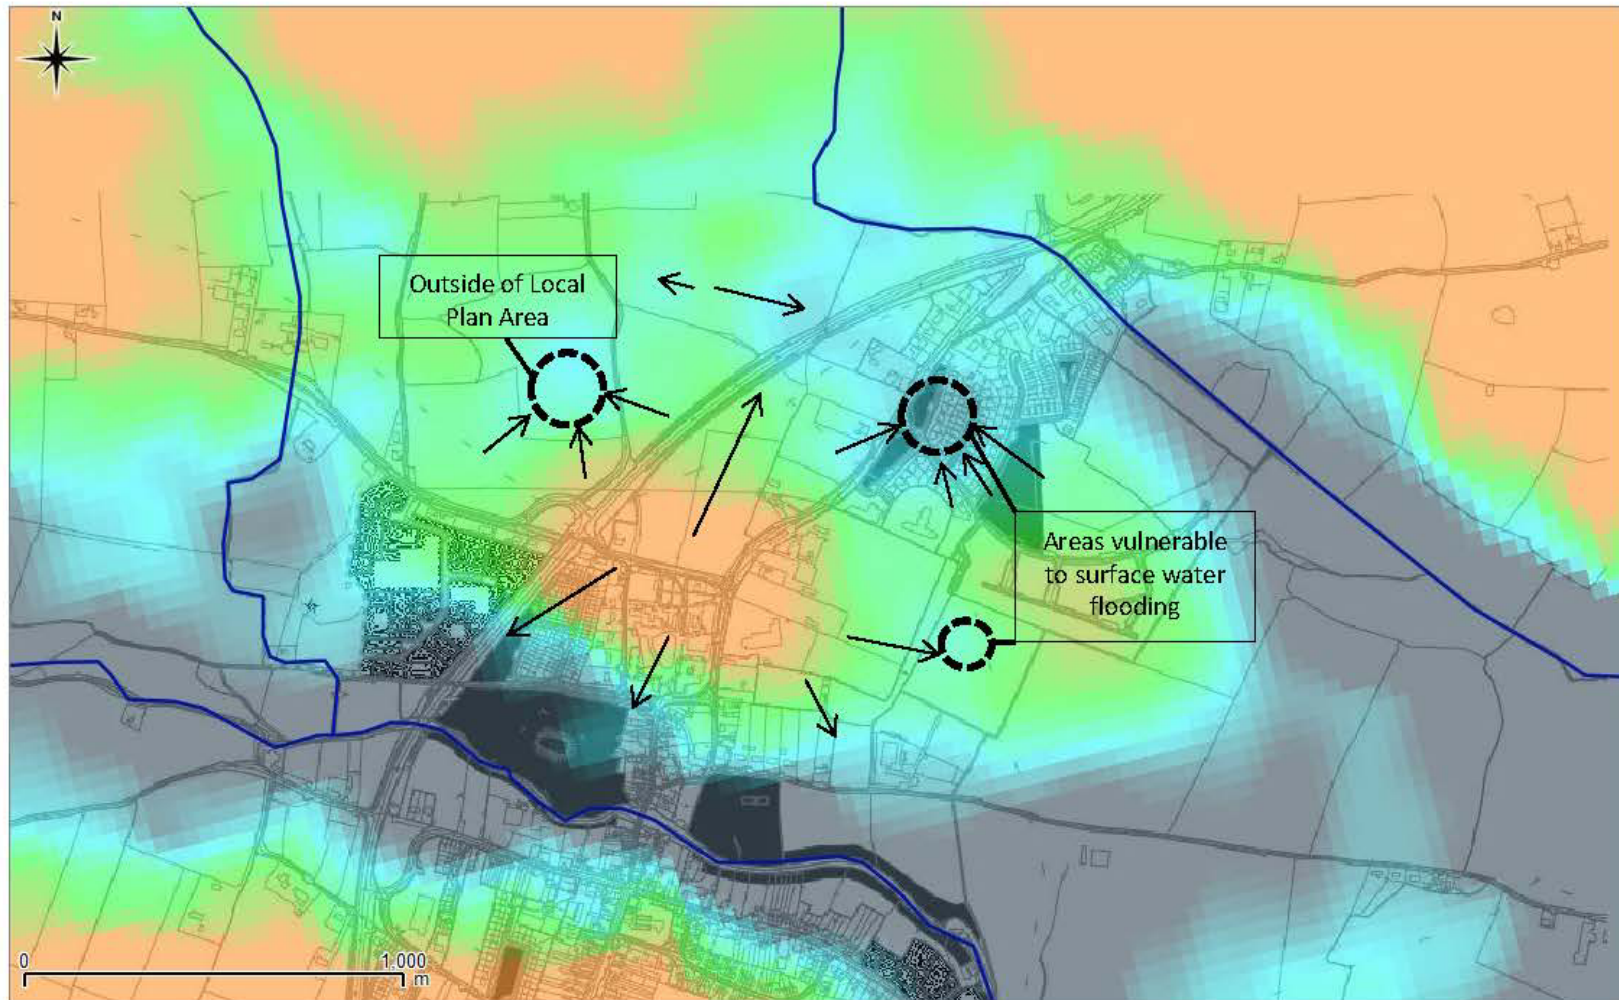 N
Outside of Local
Plan Area
Areas vulnerable
to surface water
flooding
0
1,000
m